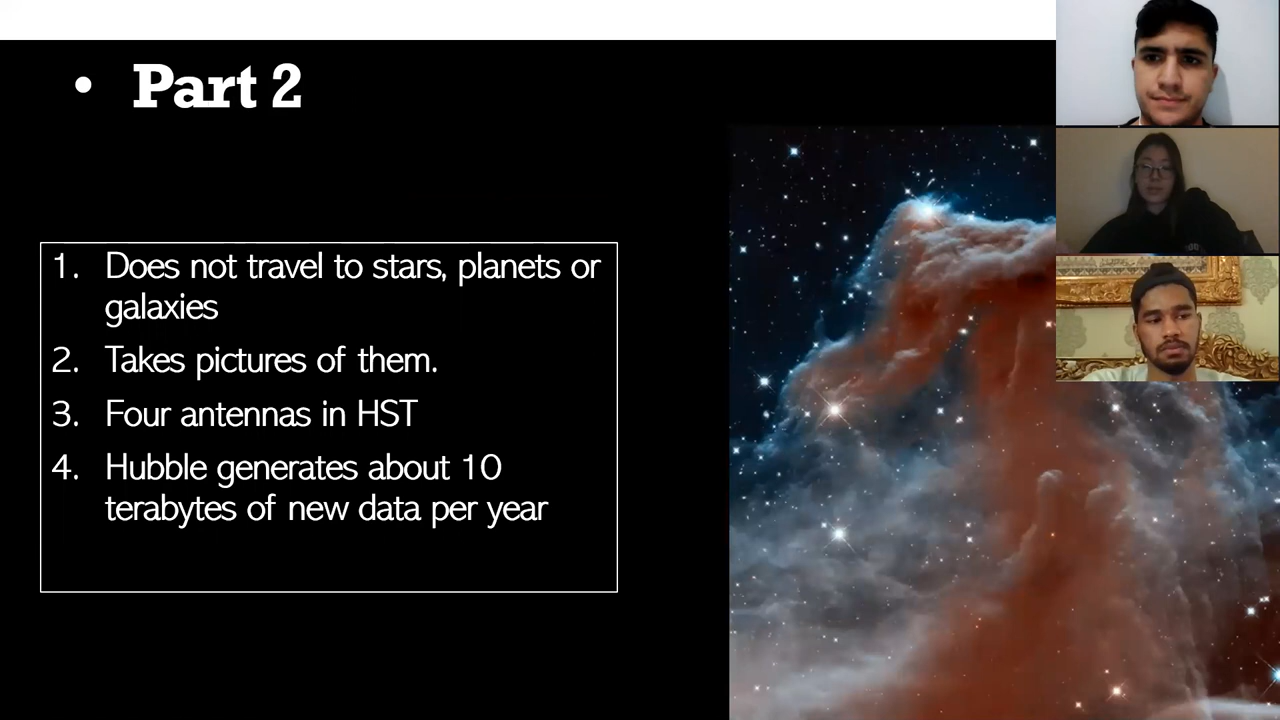 • Part 2
1. Does not travel to stars, planets or
galaxies
2. Takes pictures of them.
3. Four antennas in HST
4. Hubble generates about 10
terabytes of new data per year